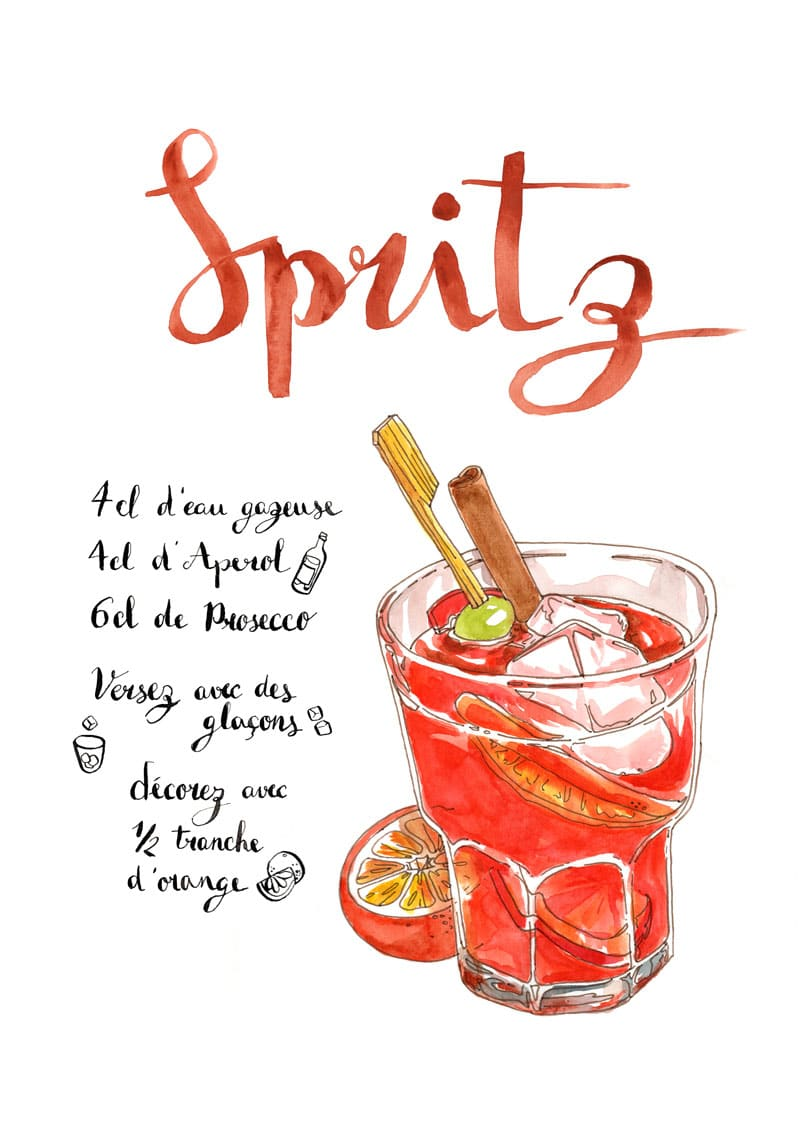 Spritz
4cl d'eau gazeuse
4cl d'Aperol
6cl de Prosecco
Versez avec des
glaçons
décorez avec
1/2 tranche
d'orange